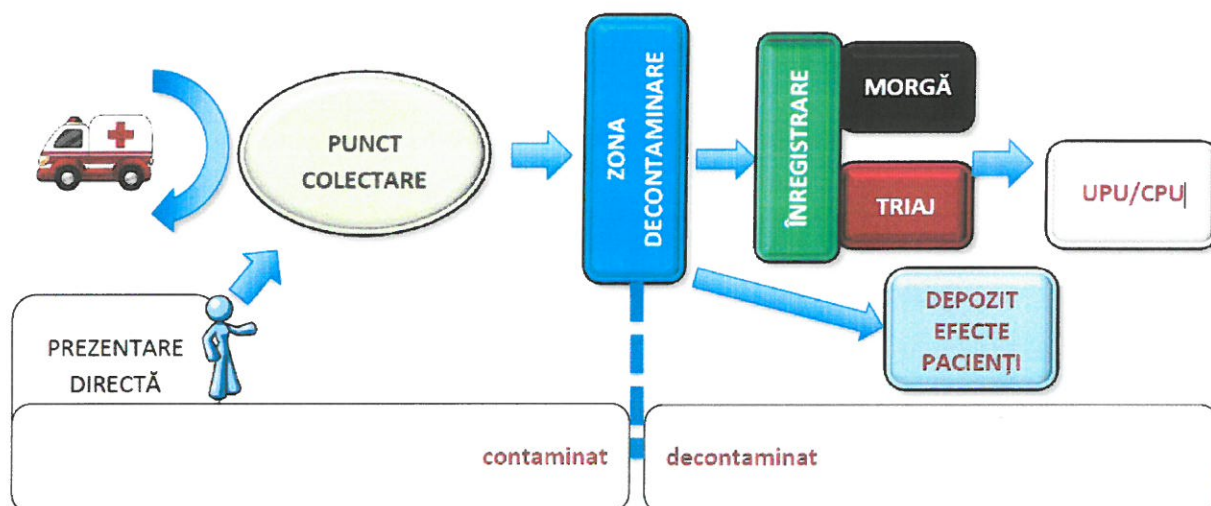 PUNCT
COLECTARE
ZONA
DECONTAMINARE
ÎNREGISTRARE
MORGĂ
TRIAJ
UPU/CPU
DEPOZIT
EFECTE
PACIENȚI
PREZENTARE
DIRECTĂ
contaminat
decontaminat